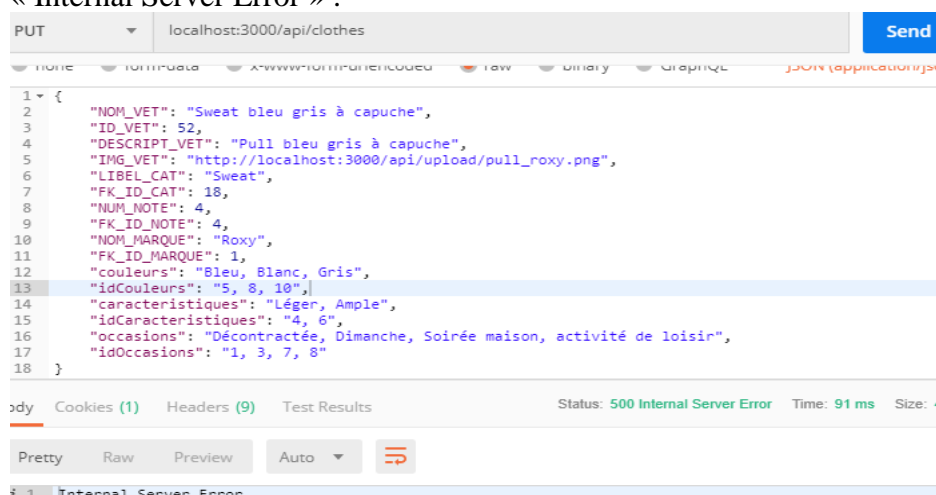 « Internal Server Error » :
PUT localhost:3000/api/clothes Send
none form-data x-www-form-urlencoded raw binary GraphQL JSON (application/js
1 {
2 "NOM_VET": "Sweat bleu gris à capuche",
3 "ID_VET": 52,
4 "DESCRIPT_VET": "Pull bleu gris à capuche",
5 "IMG_VET": "http://localhost:3000/api/upload/pull_roxy.png",
6 "LIBEL_CAT": "Sweat",
7 "FK_ID_CAT": 18,
8 "NUM_NOTE": 4,
9 "FK_ID_NOTE": 4,
10 "NOM_MARQUE": "Roxy",
11 "FK_ID_MARQUE": 1,
12 "couleurs": "Bleu, Blanc, Gris",
13 "idCouleurs": "5, 8, 10",
14 "caracteristiques": "Léger, Ample",
15 "idCaracteristiques": "4, 6",
16 "occasions": "Décontractée, Dimanche, Soirée maison, activité de loisir",
17 "idOccasions": "1, 3, 7, 8"
18 }
ody Cookies (1) Headers (9) Test Results Status: 500 Internal Server Error Time: 91 ms Size:
Pretty Raw Preview Auto
i 1 Internal Server Error